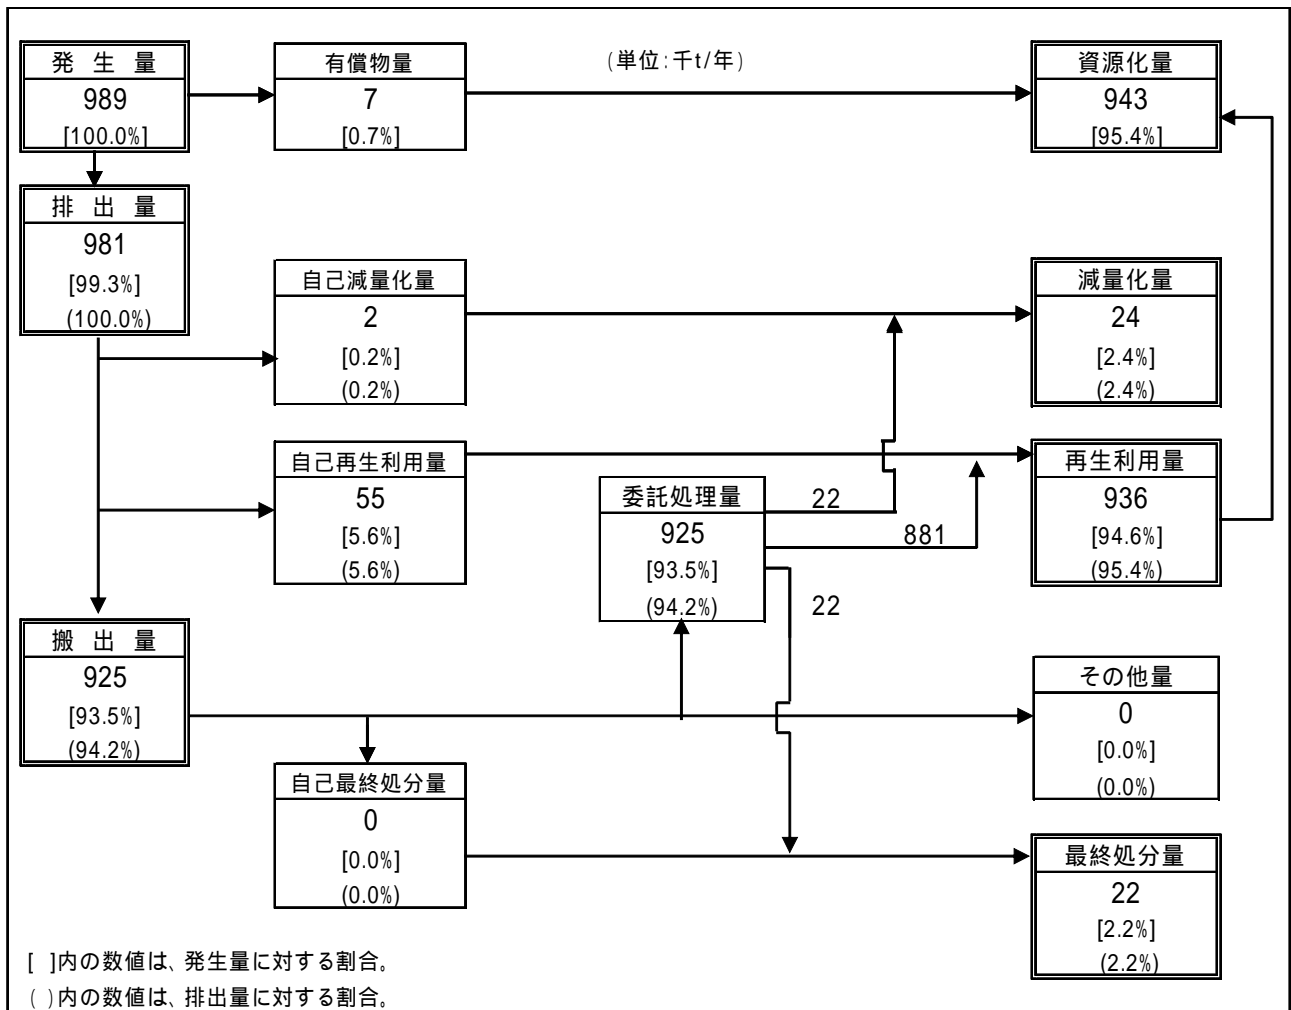 (単位:千t/年)
発 生 量
989
[100.0%]
有償物量
7
[0.7%]
資源化量
943
[95.4%]
排 出 量
981
[99.3%]
(100.0%)
自己減量化量
2
[0.2%]
(0.2%)
減量化量
24
[2.4%]
(2.4%)
自己再生利用量
55
[5.6%]
(5.6%)
委託処理量
925
[93.5%]
(94.2%)
22
881
22
再生利用量
936
[94.6%]
(95.4%)
搬 出 量
925
[93.5%]
(94.2%)
その他量
0
[0.0%]
(0.0%)
自己最終処分量
0
[0.0%]
(0.0%)
最終処分量
22
[2.2%]
(2.2%)
[ ]内の数値は、発生量に対する割合。
( )内の数値は、排出量に対する割合。